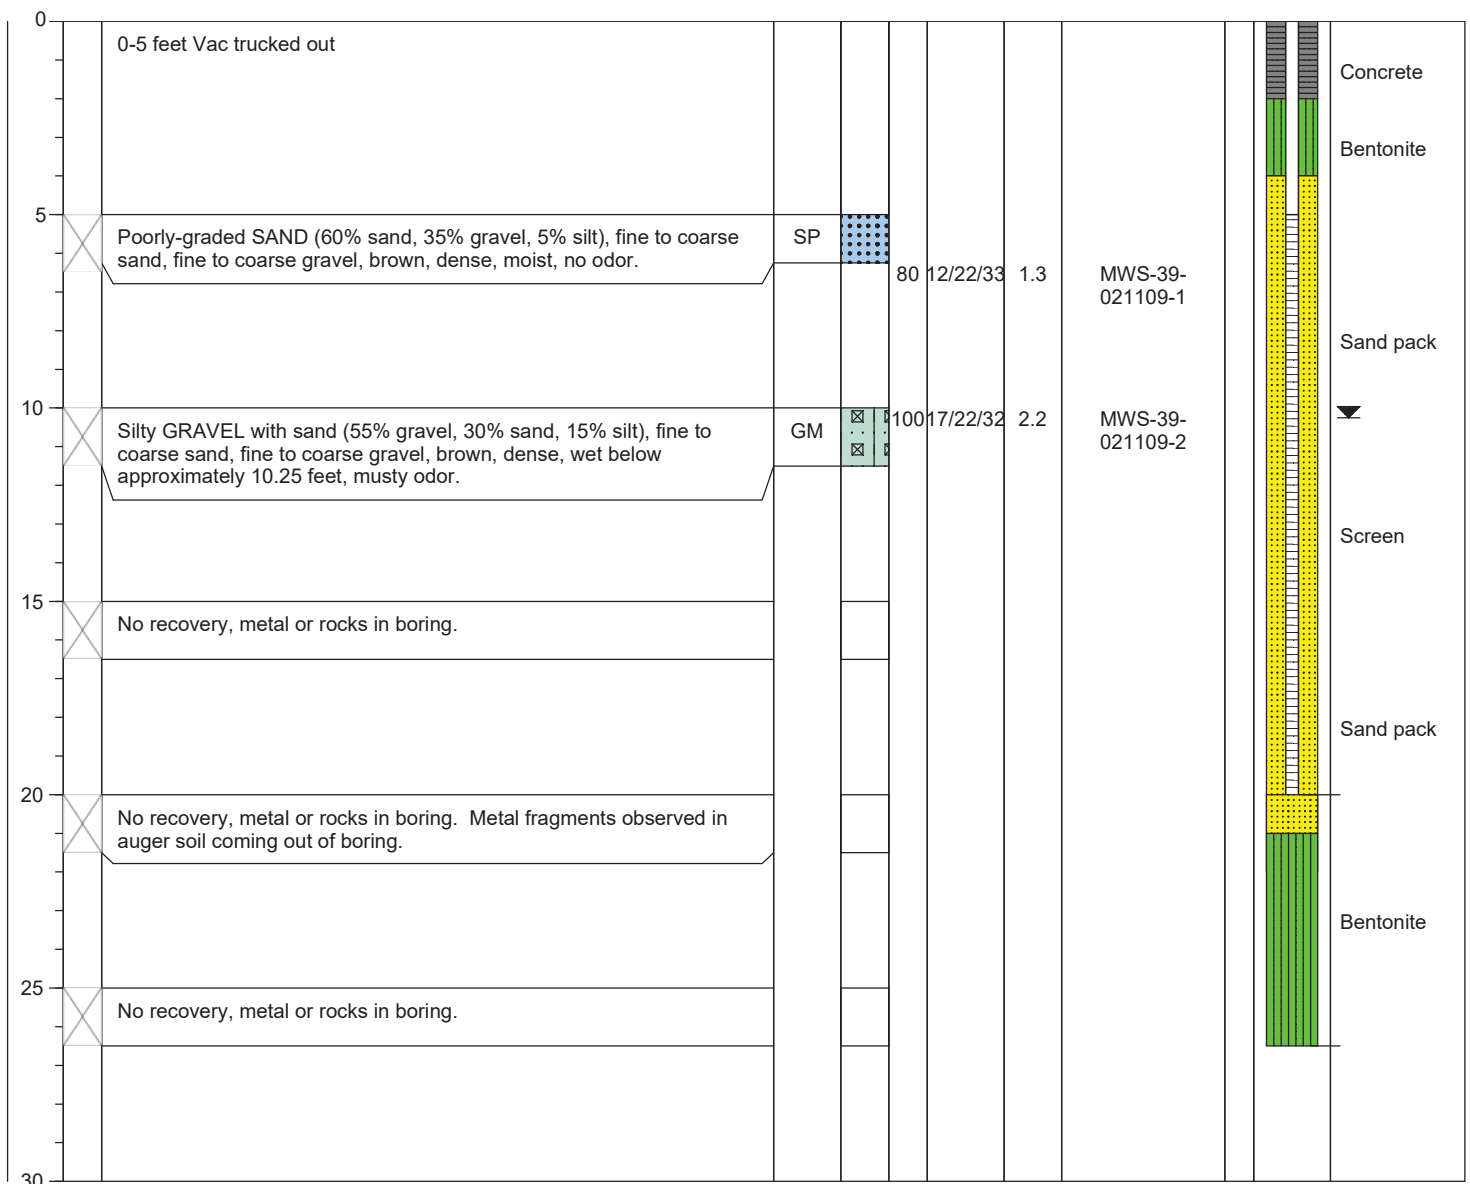 0
0-5 feet Vac trucked out
Concrete
Bentonite
5
Poorly-graded SAND (60% sand, 35% gravel, 5% silt), fine to coarse
sand, fine to coarse gravel, brown, dense, moist, no odor.
SP
80 12/22/33 1.3 MWS-39-
021109-1
Sand pack
10
Silty GRAVEL with sand (55% gravel, 30% sand, 15% silt), fine to
coarse sand, fine to coarse gravel, brown, dense, wet below
approximately 10.25 feet, musty odor.
GM
100 17/22/32 2.2 MWS-39-
021109-2
Screen
15
No recovery, metal or rocks in boring.
Sand pack
20
No recovery, metal or rocks in boring.  Metal fragments observed in
auger soil coming out of boring.
Bentonite
25
No recovery, metal or rocks in boring.
30